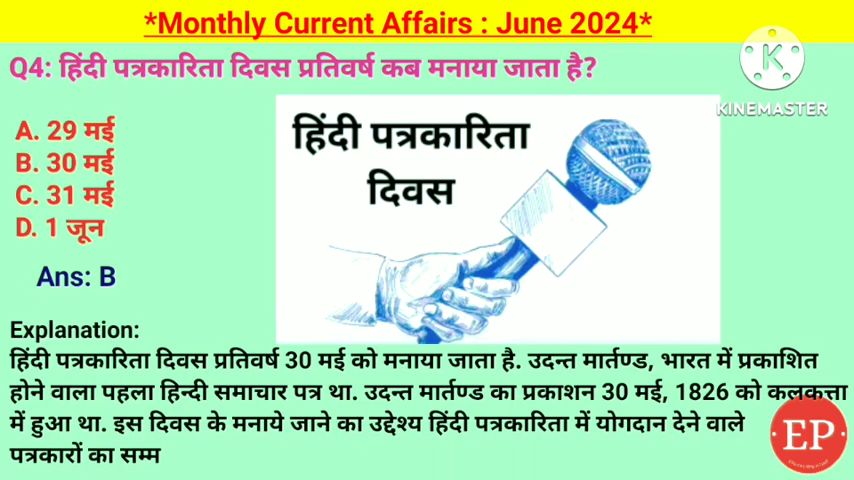 *Monthly Current Affairs : June 2024*
Q4: हिंदी पत्रकारिता दिवस प्रतिवर्ष कब मनाया जाता है?
KINEMASTER
A. 29 मई
B. 30 मई
C. 31 मई
D. 1 जून
Ans: B
हिंदी पत्रकारिता
दिवस
Explanation:
हिंदी पत्रकारिता दिवस प्रतिवर्ष 30 मई को मनाया जाता है. उदन्त मार्तण्ड, भारत में प्रकाशित
होने वाला पहला हिन्दी समाचार पत्र था. उदन्त मार्तण्ड का प्रकाशन 30 मई, 1826 को कलकत्ता
में हुआ था. इस दिवस के मनाये जाने का उद्देश्य हिंदी पत्रकारिता में योगदान देने वाले
पत्रकारों का सम्म
EP